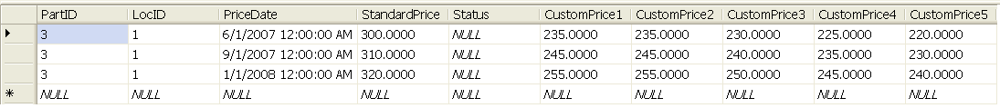 PartID LocID PriceDate StandardPrice Status CustomPrice1 CustomPrice2 CustomPrice3 CustomPrice4 CustomPrice5
3 1 6/1/2007 12:00:00 AM 300.0000 NULL 235.0000 235.0000 230.0000 225.0000 220.0000
3 1 9/1/2007 12:00:00 AM 310.0000 NULL 245.0000 245.0000 240.0000 235.0000 230.0000
3 1 1/1/2008 12:00:00 AM 320.0000 NULL 255.0000 255.0000 250.0000 245.0000 240.0000
NULL NULL NULL NULL NULL NULL NULL NULL NULL NULL